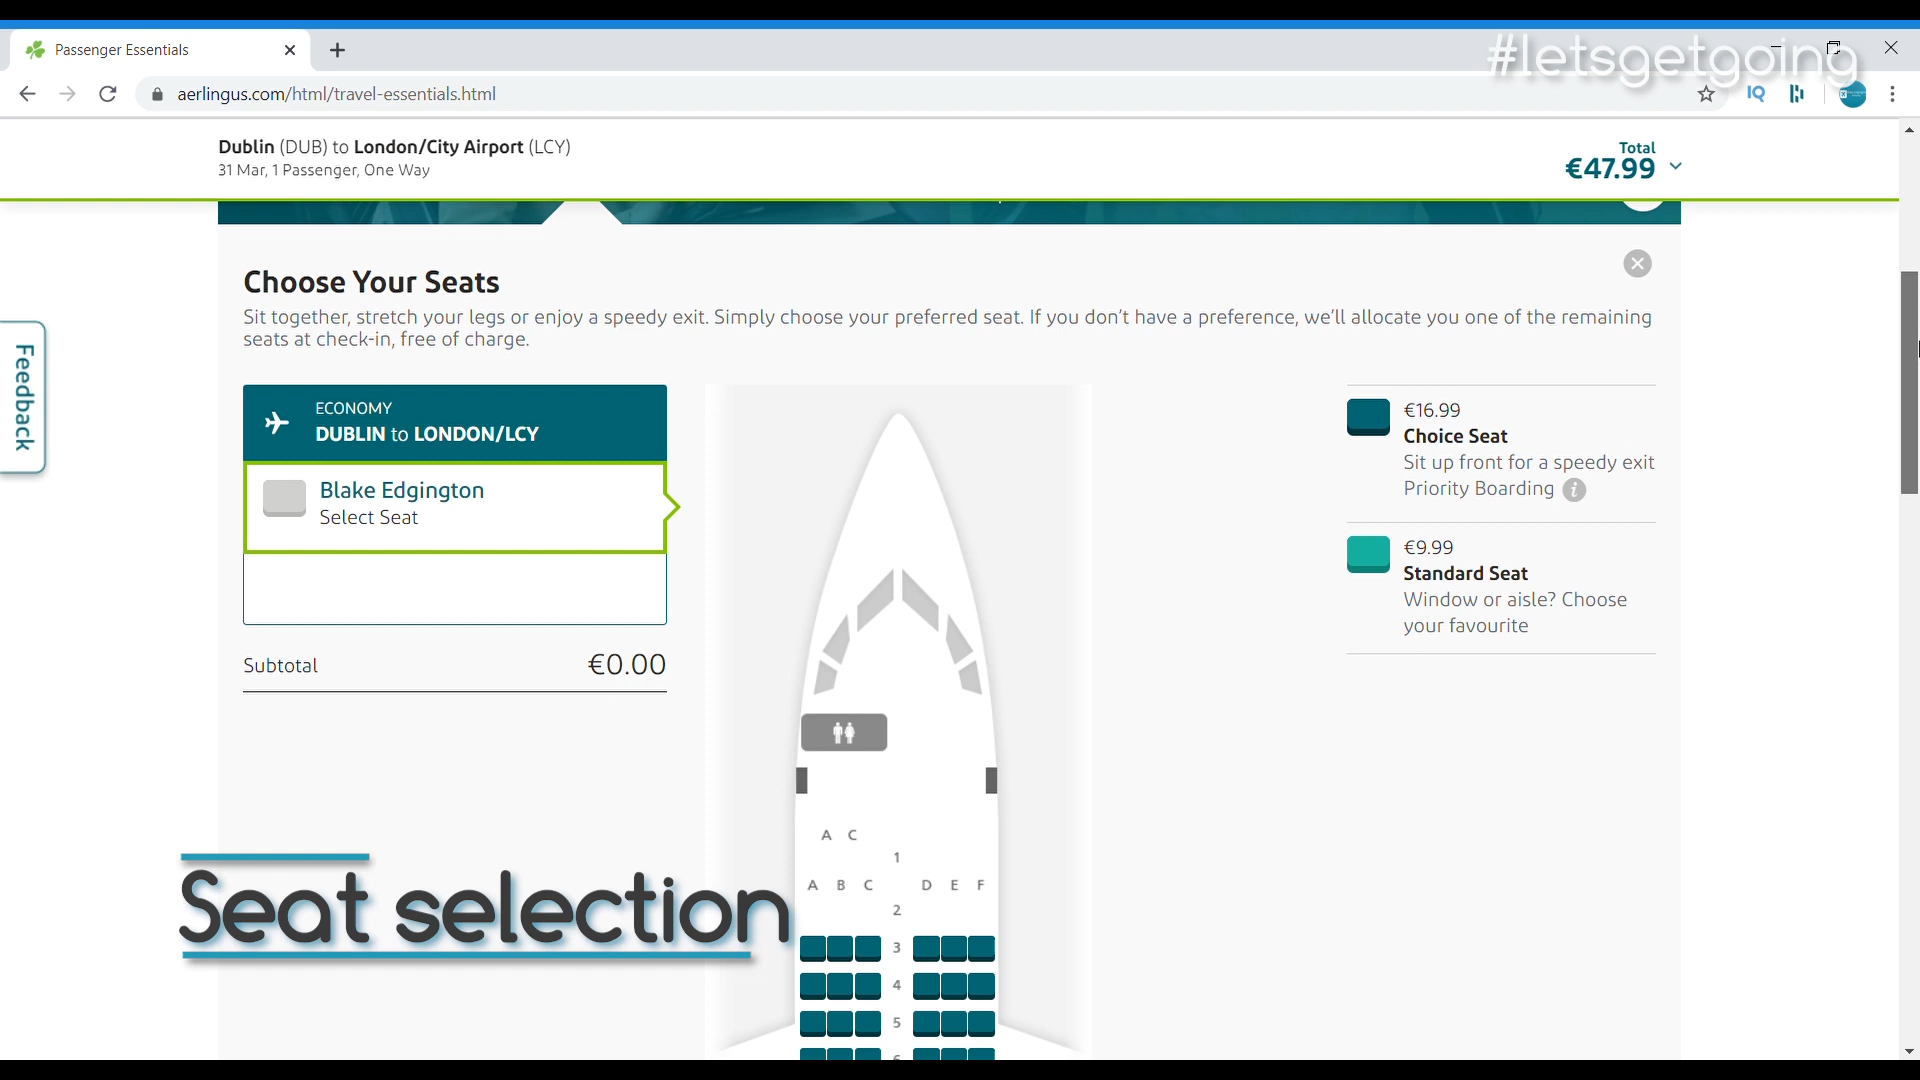 Passenger Essentials
#letsgetgoing
aerlingus.com/html/travel-essentials.html
IQ
Dublin (DUB) to London/City Airport (LCY)
31 Mar, 1 Passenger, One Way
Total
€47.99
Feedback
Choose Your Seats
Sit together, stretch your legs or enjoy a speedy exit. Simply choose your preferred seat. If you don't have a preference, we'll allocate you one of the remaining
seats at check-in, free of charge.
ECONOMY
DUBLIN to LONDON/LCY
Blake Edgington
Select Seat
Subtotal €0.00
€16.99
Choice Seat
Sit up front for a speedy exit
Priority Boarding i
€9.99
Standard Seat
Window or aisle? Choose
your favourite
A C
1
A B C D E F
2
3
4
5
6
Seat selection